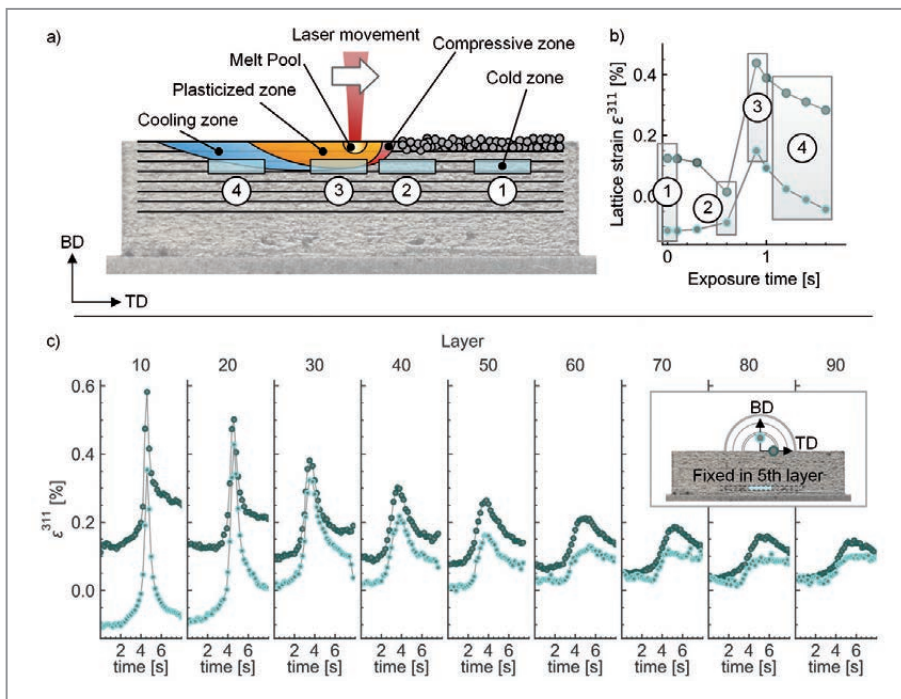 a)
Laser movement
Melt Pool
Compressive zone
Plasticized zone
Cold zone
Cooling zone
4
3
2
1
BD
TD
b)
Lattice strain ε³¹¹ [%]
0.4
0.2
0.0
1
2
3
4
0
1
Exposure time [s]
c)
Layer
10
20
30
40
50
60
70
80
90
ε³¹¹ [%]
0.6
0.4
0.2
0.0
BD
TD
Fixed in 5th layer
2 4 6
2 4 6
2 4 6
2 4 6
2 4 6
2 4 6
2 4 6
2 4 6
2 4 6
time [s]
time [s]
time [s]
time [s]
time [s]
time [s]
time [s]
time [s]
time [s]